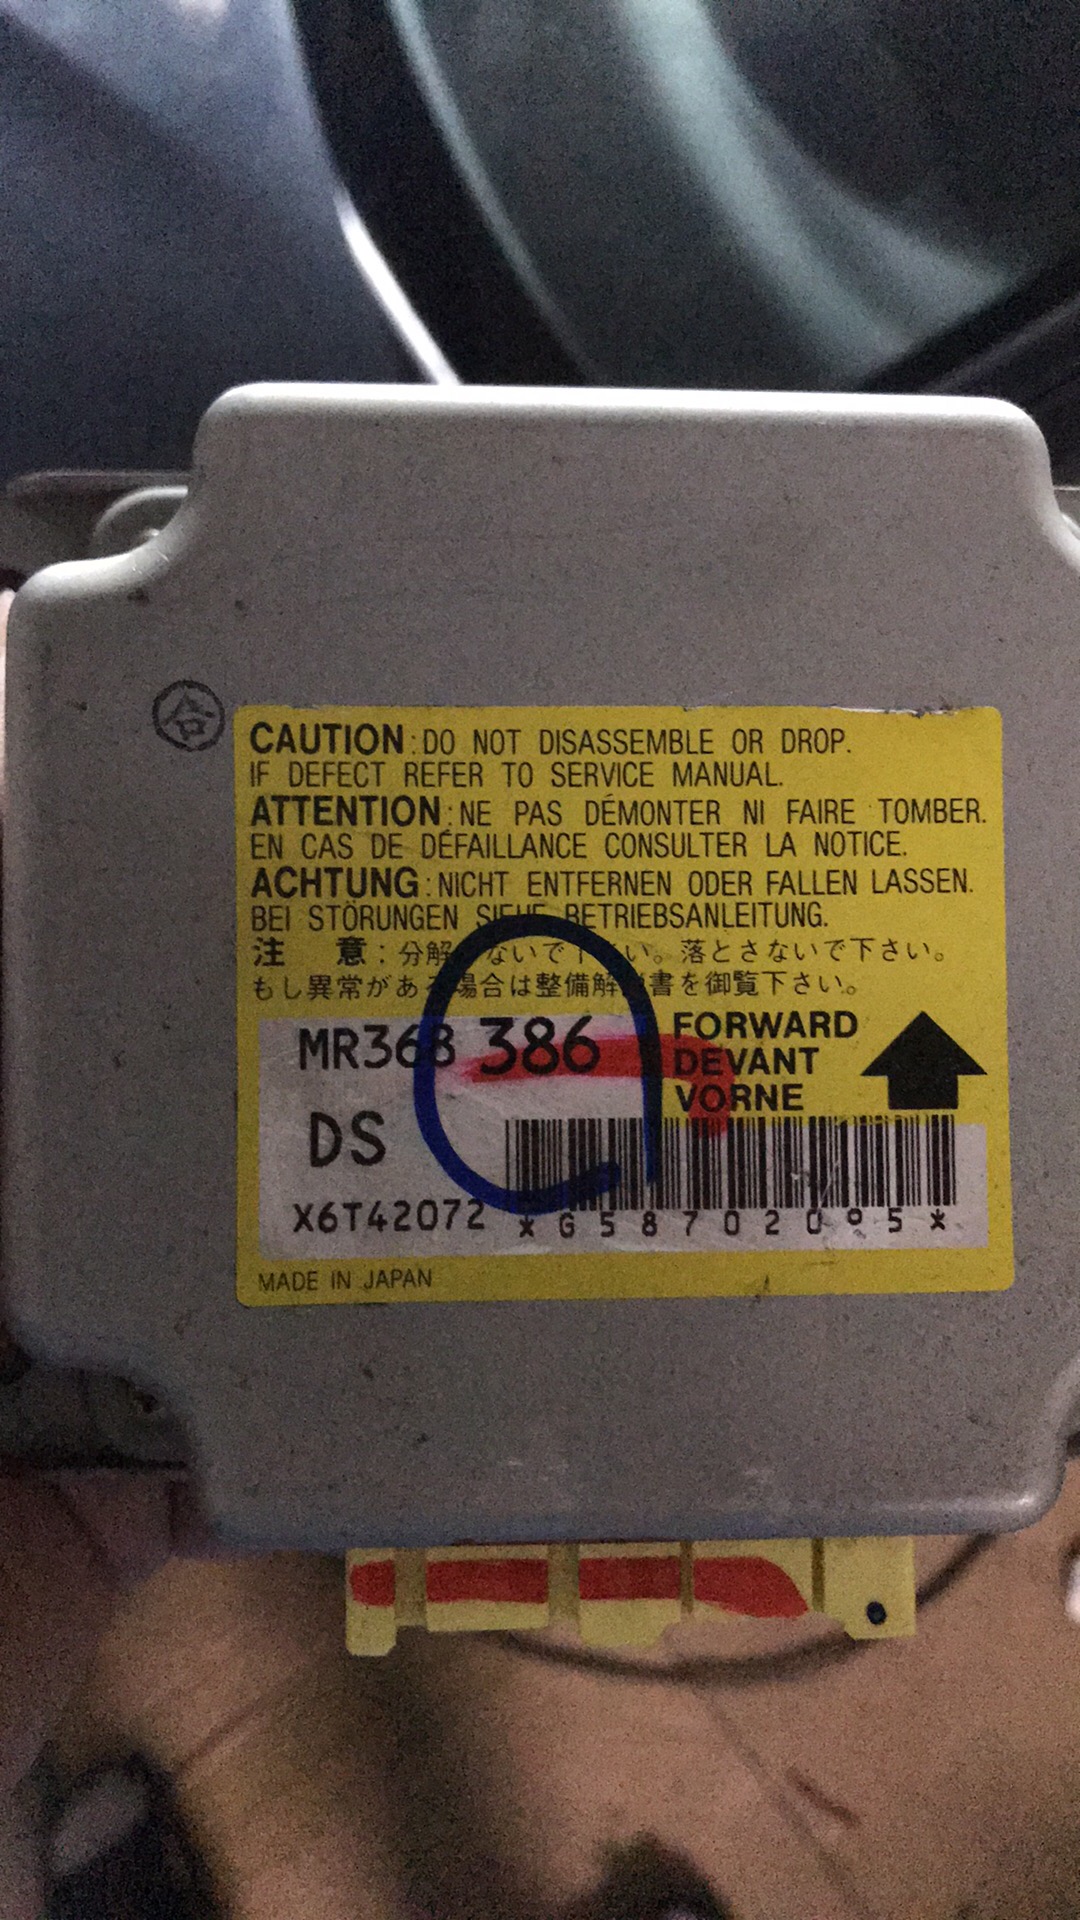 合
CAUTION : DO NOT DISASSEMBLE OR DROP.
IF DEFECT REFER TO SERVICE MANUAL.
ATTENTION : NE PAS DÉMONTER NI FAIRE TOMBER.
EN CAS DE DÉFAILLANCE CONSULTER LA NOTICE.
ACHTUNG : NICHT ENTFERNEN ODER FALLEN LASSEN.
BEI STÖRUNGEN SIEHE BETRIEBSANLEITUNG.
注 意 : 分解しないで下さい。落とさないで下さい。
もし異常がある場合は整備解説書を御覧下さい。
MR368 386
FORWARD
DEVANT
VORNE
DS
X6T42072
*G58702095*
MADE IN JAPAN